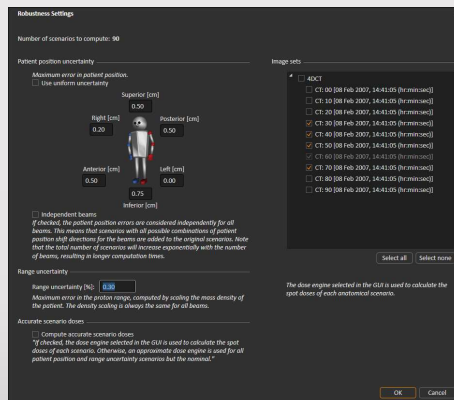 Robustness Settings
Number of scenarios to compute: 90
Patient position uncertainty
Maximum error in patient position.
Use uniform uncertainty
Superior [cm]
0.50
Right [cm]
0.20
Posterior [cm]
0.50
Anterior [cm]
0.50
Left [cm]
0.00
0.75
Inferior [cm]
Independent beams
If checked, the patient position errors are considered independently for all
beams. This means that scenarios with all possible combinations of patient
position shift directions for the beams are added to the original scenarios. Note
that the total number of scenarios will increase exponentially with the number
of beams, resulting in longer computation times.
Range uncertainty
Range uncertainty [%]: 0.30
Maximum error in the proton range, computed by scaling the mass density of
the patient. The density scaling is always the same for all beams.
Accurate scenario doses
Compute accurate scenario doses
"If checked, the dose engine selected in the GUI is used to calculate the spot
doses of each scenario. Otherwise, an approximate dose engine is used for all
patient position and range uncertainty scenarios but the nominal."
Image sets
4DCT
CT: 00 [08 Feb 2007, 14:41:05 (hr:min:sec)]
CT: 10 [08 Feb 2007, 14:41:05 (hr:min:sec)]
CT: 20 [08 Feb 2007, 14:41:05 (hr:min:sec)]
CT: 30 [08 Feb 2007, 14:41:05 (hr:min:sec)]
CT: 40 [08 Feb 2007, 14:41:05 (hr:min:sec)]
CT: 50 [08 Feb 2007, 14:41:05 (hr:min:sec)]
CT: 60 [08 Feb 2007, 14:41:05 (hr:min:sec)]
CT: 70 [08 Feb 2007, 14:41:05 (hr:min:sec)]
CT: 80 [08 Feb 2007, 14:41:05 (hr:min:sec)]
CT: 90 [08 Feb 2007, 14:41:05 (hr:min:sec)]
Select all Select none
The dose engine selected in the GUI is used to calculate the
spot doses of each anatomical scenario.
OK Cancel